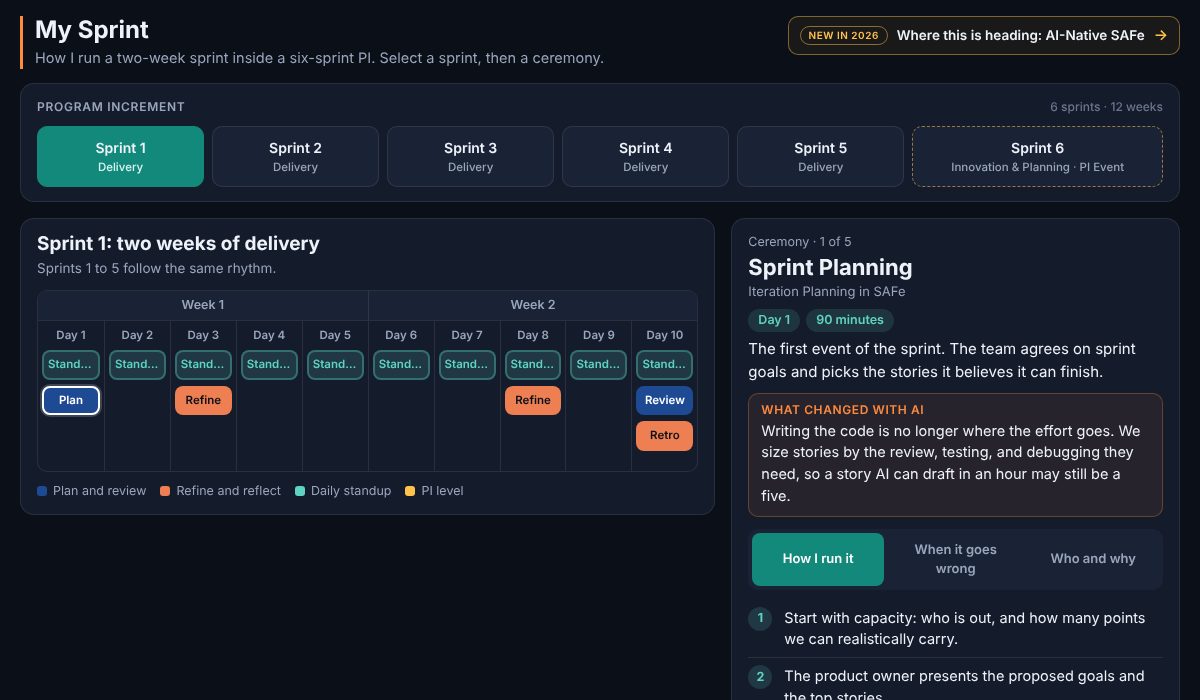 My Sprint
How I run a two-week sprint inside a six-sprint PI. Select a sprint, then a ceremony.
NEW IN 2026 Where this is heading: AI-Native SAFe →
PROGRAM INCREMENT
6 sprints · 12 weeks
Sprint 1
Delivery
Sprint 2
Delivery
Sprint 3
Delivery
Sprint 4
Delivery
Sprint 5
Delivery
Sprint 6
Innovation & Planning · PI Event
Sprint 1: two weeks of delivery
Sprints 1 to 5 follow the same rhythm.
Week 1 Week 2
Day 1 Day 2 Day 3 Day 4 Day 5 Day 6 Day 7 Day 8 Day 9 Day 10
Stand... Stand... Stand... Stand... Stand... Stand... Stand... Stand... Stand... Stand...
Plan Refine Refine Review
Retro
Plan and review Refine and reflect Daily standup PI level
Ceremony · 1 of 5
Sprint Planning
Iteration Planning in SAFe
Day 1 90 minutes
The first event of the sprint. The team agrees on sprint
goals and picks the stories it believes it can finish.
WHAT CHANGED WITH AI
Writing the code is no longer where the effort goes. We
size stories by the review, testing, and debugging they
need, so a story AI can draft in an hour may still be a
five.
How I run it
When it goes
wrong
Who and why
1 Start with capacity: who is out, and how many points
we can realistically carry.
2 The product owner presents the proposed goals and
the top stories